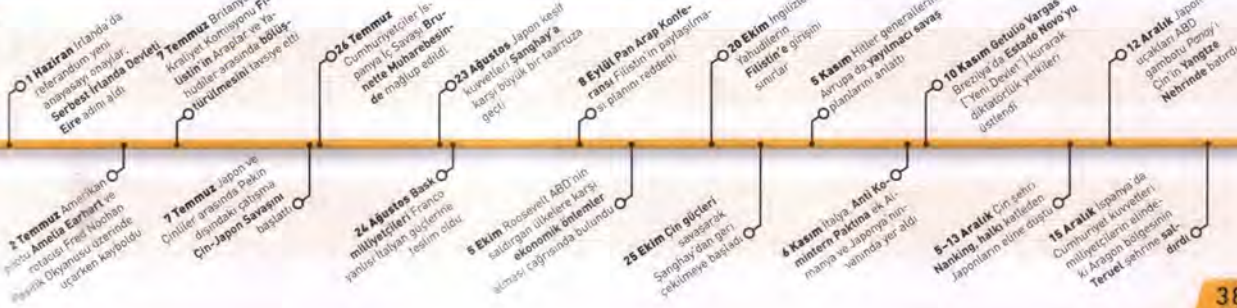 1 Haziran İrlanda'da
referandum yeni
anayasayı onaylar.
Serbest İrlanda Devleti
Eire adını aldı
7 Temmuz Britanya
Kraliyet Komisyonu
Filistin'in Araplar ve Ya-
hudiler arasında bölüş-
türülmesini tavsiye etti
26 Temmuz
Cumhuriyetçiler İs-
panya İç Savaşı Bru-
nette Muharebesin-
de mağlup edildi
23 Ağustos Japon keşif
kuvvetleri Şanghay'a
karşı büyük bir taarruza
geçti
8 Eylül Pan Arap Konfe-
ransı Filistin'in paylaşılma-
sı planını reddetti
20 Ekim İngilizler
Yahudilerin
Filistin'e girişini
sınırlar
5 Kasım Hitler generallerine
Avrupa'da yayılmacı savaş
planlarını anlattı
10 Kasım Getulio Vargas
Brezilya'da Estado Novo'yu
["Yeni Devlet"] kurarak
diktatörlük yetkileri
üstlendi
12 Aralık Japon
uçakları ABD
gambotu Panay'i
Çin'in Yangtze
Nehrinde batırdı
2 Temmuz Amerikan
pilotu Amelia Earhart ve
rotacısı Fred Noonan
Pasifik Okyanusu üzerinde
uçarken kayboldu
7 Temmuz Japon ve
Çinliler arasında Pekin
dışındaki çalışma
Çin-Japon Savaşını
başlattı
24 Ağustos Bask
milliyetçileri Franco
yanlısı İtalyan güçlerine
teslim oldu
5 Ekim Roosevelt ABD'nin
saldırgan ülkelere karşı
ekonomik önlemler
alması çağrısında bulundu
25 Ekim Çin güçleri
savaşarak
Şanghay'dan geri
çekilmeye başladı
6 Kasım İtalya, Anti Ko-
mintern Paktına ek Al-
manya ve Japonya'nın
yanında yer aldı
5–13 Aralık Çin şehri
Nanking, halkı katleden
Japonların eline düştü
15 Aralık İspanya'da
Cumhuriyet kuvvetleri
milliyetçilerin elinde-
ki Aragon bölgesinin
Teruel şehrine sal-
dırdı
38